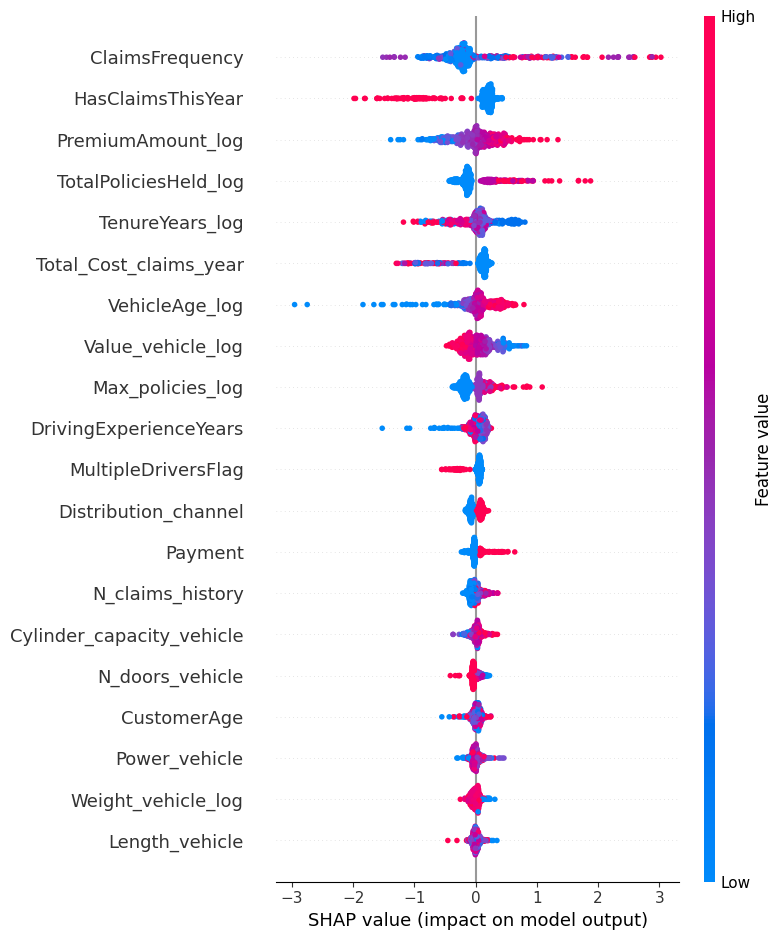 High
ClaimsFrequency
HasClaimsThisYear
PremiumAmount_log
TotalPoliciesHeld_log
TenureYears_log
Total_Cost_claims_year
VehicleAge_log
Value_vehicle_log
Max_policies_log
DrivingExperienceYears
MultipleDriversFlag
Distribution_channel
Payment
N_claims_history
Cylinder_capacity_vehicle
N_doors_vehicle
CustomerAge
Power_vehicle
Weight_vehicle_log
Length_vehicle
Feature value
Low
−3 −2 −1 0 1 2 3
SHAP value (impact on model output)